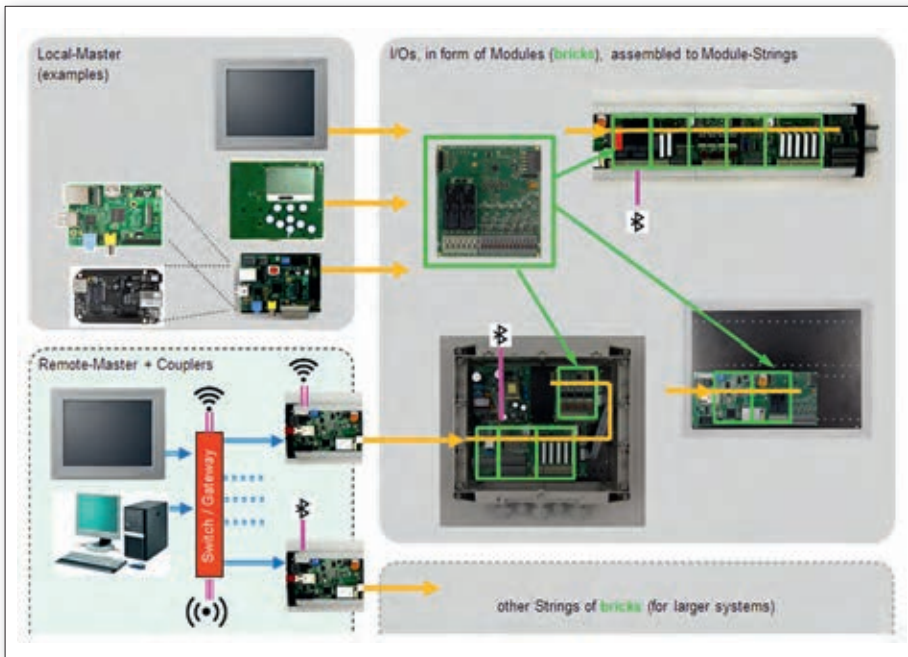 Local-Master
(examples)
I/Os, in form of Modules (bricks), assembled to Module-Strings
Remote-Master + Couplers
Switch / Gateway
other Strings of bricks (for larger systems)